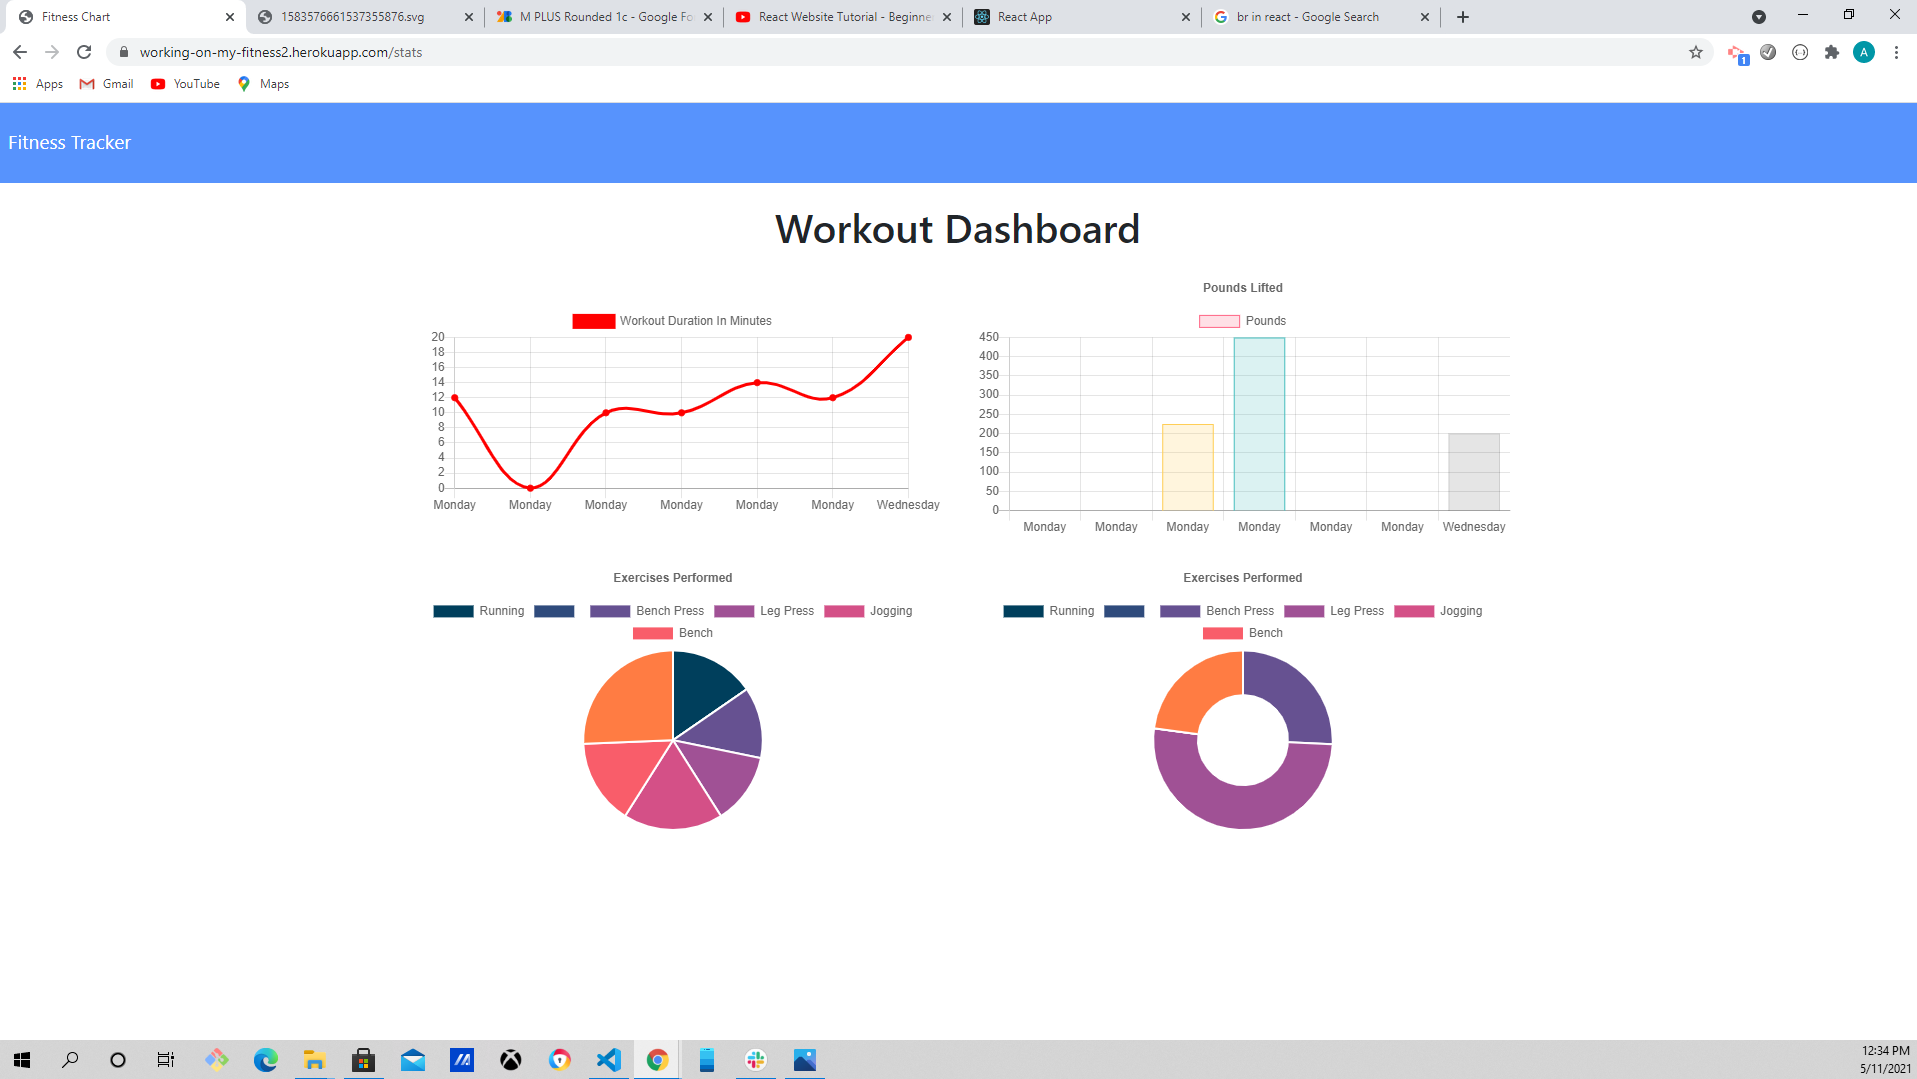 Fitness Chart
1583576661537355876.svg
M PLUS Rounded 1c - Google Fo
React Website Tutorial - Beginne
React App
br in react - Google Search
working-on-my-fitness2.herokuapp.com/stats
A
1
Apps
Gmail
YouTube
Maps
Fitness Tracker
Workout Dashboard
Workout Duration In Minutes
20
18
16
14
12
10
8
6
4
2
0
Monday Monday Monday Monday Monday Monday Wednesday
Pounds Lifted
Pounds
450
400
350
300
250
200
150
100
50
0
Monday Monday Monday Monday Monday Monday Wednesday
Exercises Performed
Running Bench Press Leg Press Jogging
Bench
Exercises Performed
Running Bench Press Leg Press Jogging
Bench
12:34 PM
5/11/2021